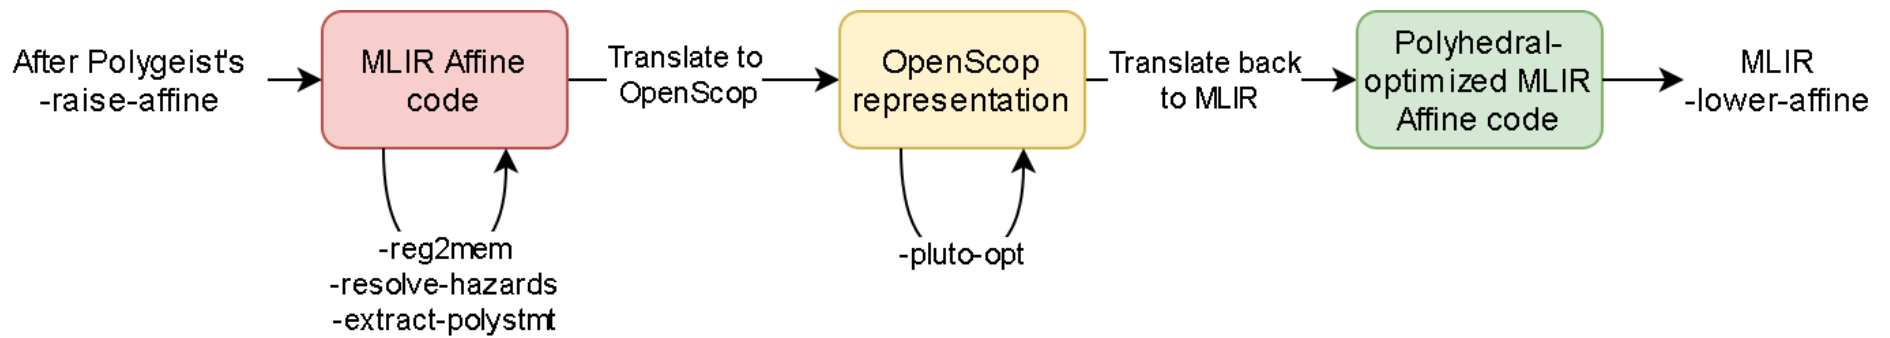 After Polygeist's
-raise-affine
MLIR Affine
code
Translate to
OpenScop
OpenScop
representation
Translate back
to MLIR
Polyhedral-
optimized MLIR
Affine code
MLIR
-lower-affine
-reg2mem
-resolve-hazards
-extract-polystmt
-pluto-opt